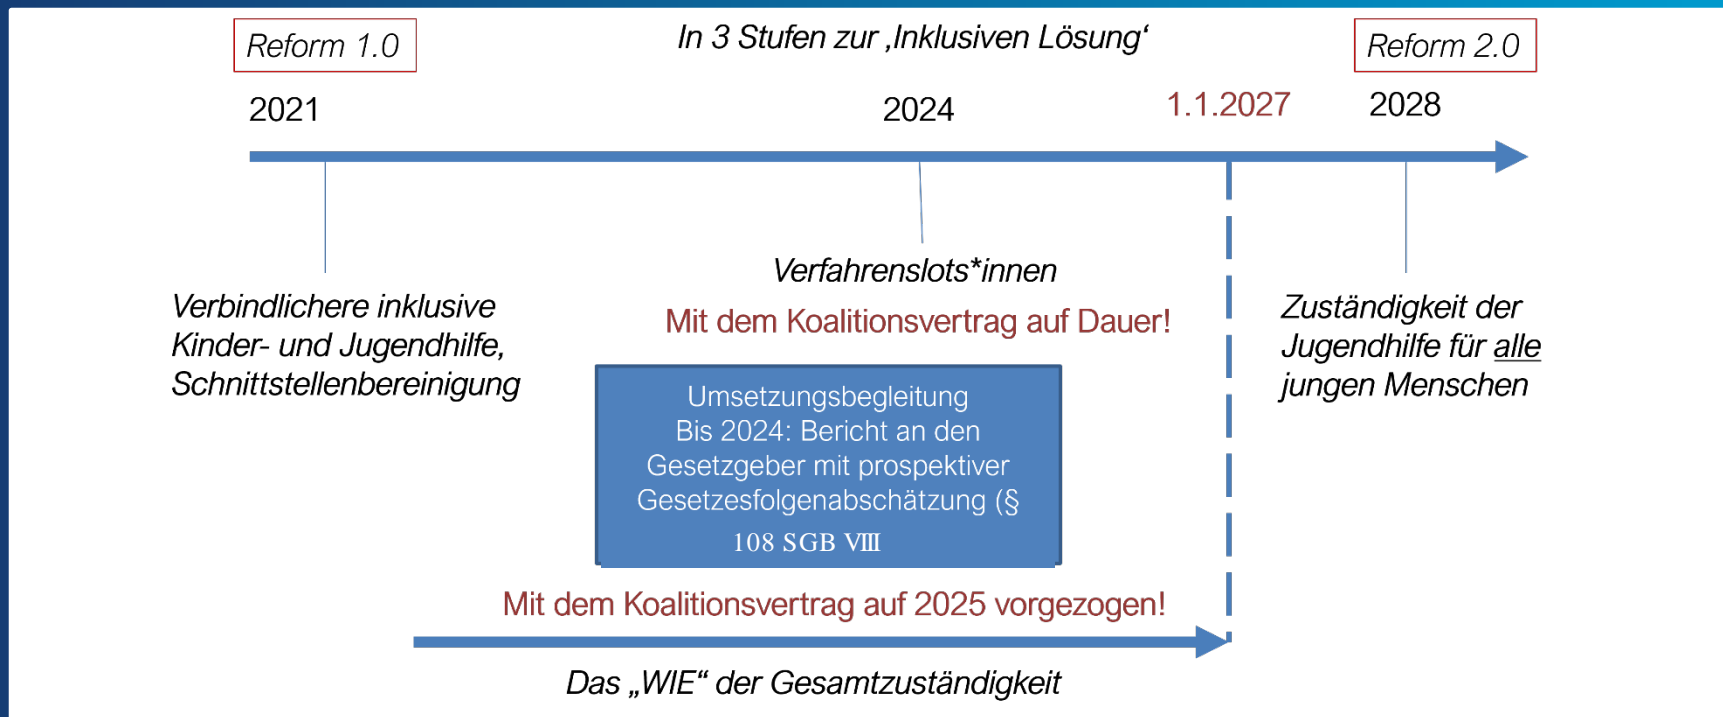 Reform 1.0
In 3 Stufen zur ‚Inklusiven Lösung‘
Reform 2.0
2021
2024
1.1.2027
2028
Verbindlichere inklusive
Kinder- und Jugendhilfe,
Schnittstellenbereinigung
Verfahrenslots*innen
Mit dem Koalitionsvertrag auf Dauer!
Zuständigkeit der
Jugendhilfe für alle
jungen Menschen
Umsetzungsbegleitung
Bis 2024: Bericht an den
Gesetzgeber mit prospektiver
Gesetzesfolgenabschätzung (§
108 SGB VIII
Mit dem Koalitionsvertrag auf 2025 vorgezogen!
Das „WIE“ der Gesamtzuständigkeit